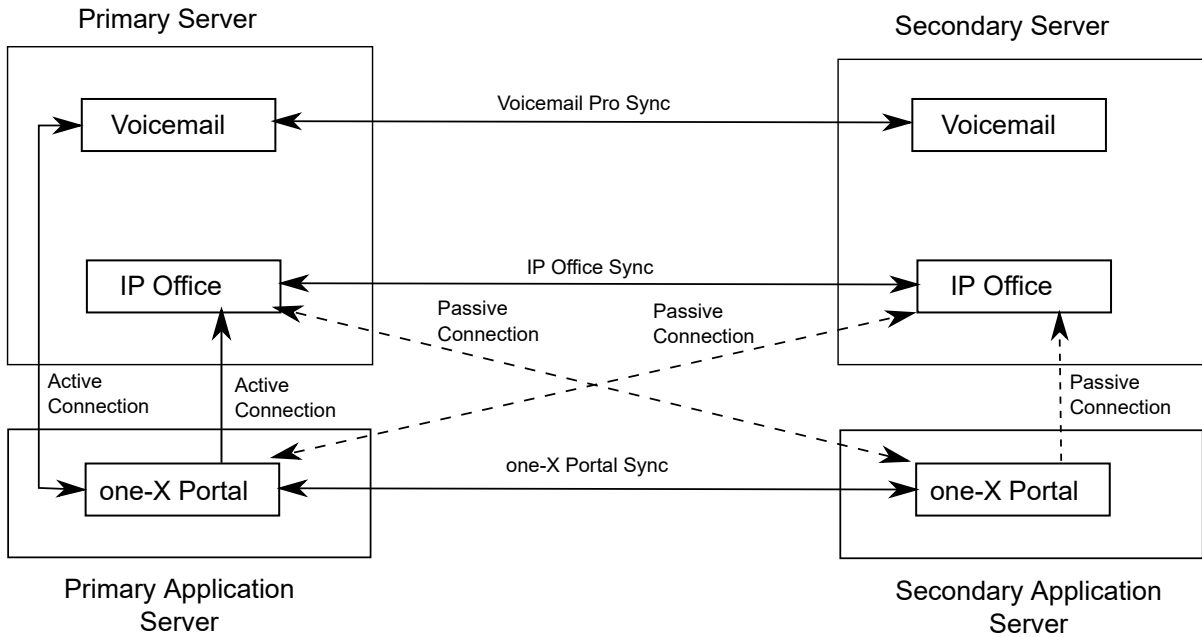 Primary Server
Secondary Server
Voicemail
Voicemail Pro Sync
Voicemail
IP Office
IP Office Sync
IP Office
Passive
Connection
Passive
Connection
Active
Connection
Active
Connection
Passive
Connection
one-X Portal
one-X Portal Sync
one-X Portal
Primary Application
Server
Secondary Application
Server